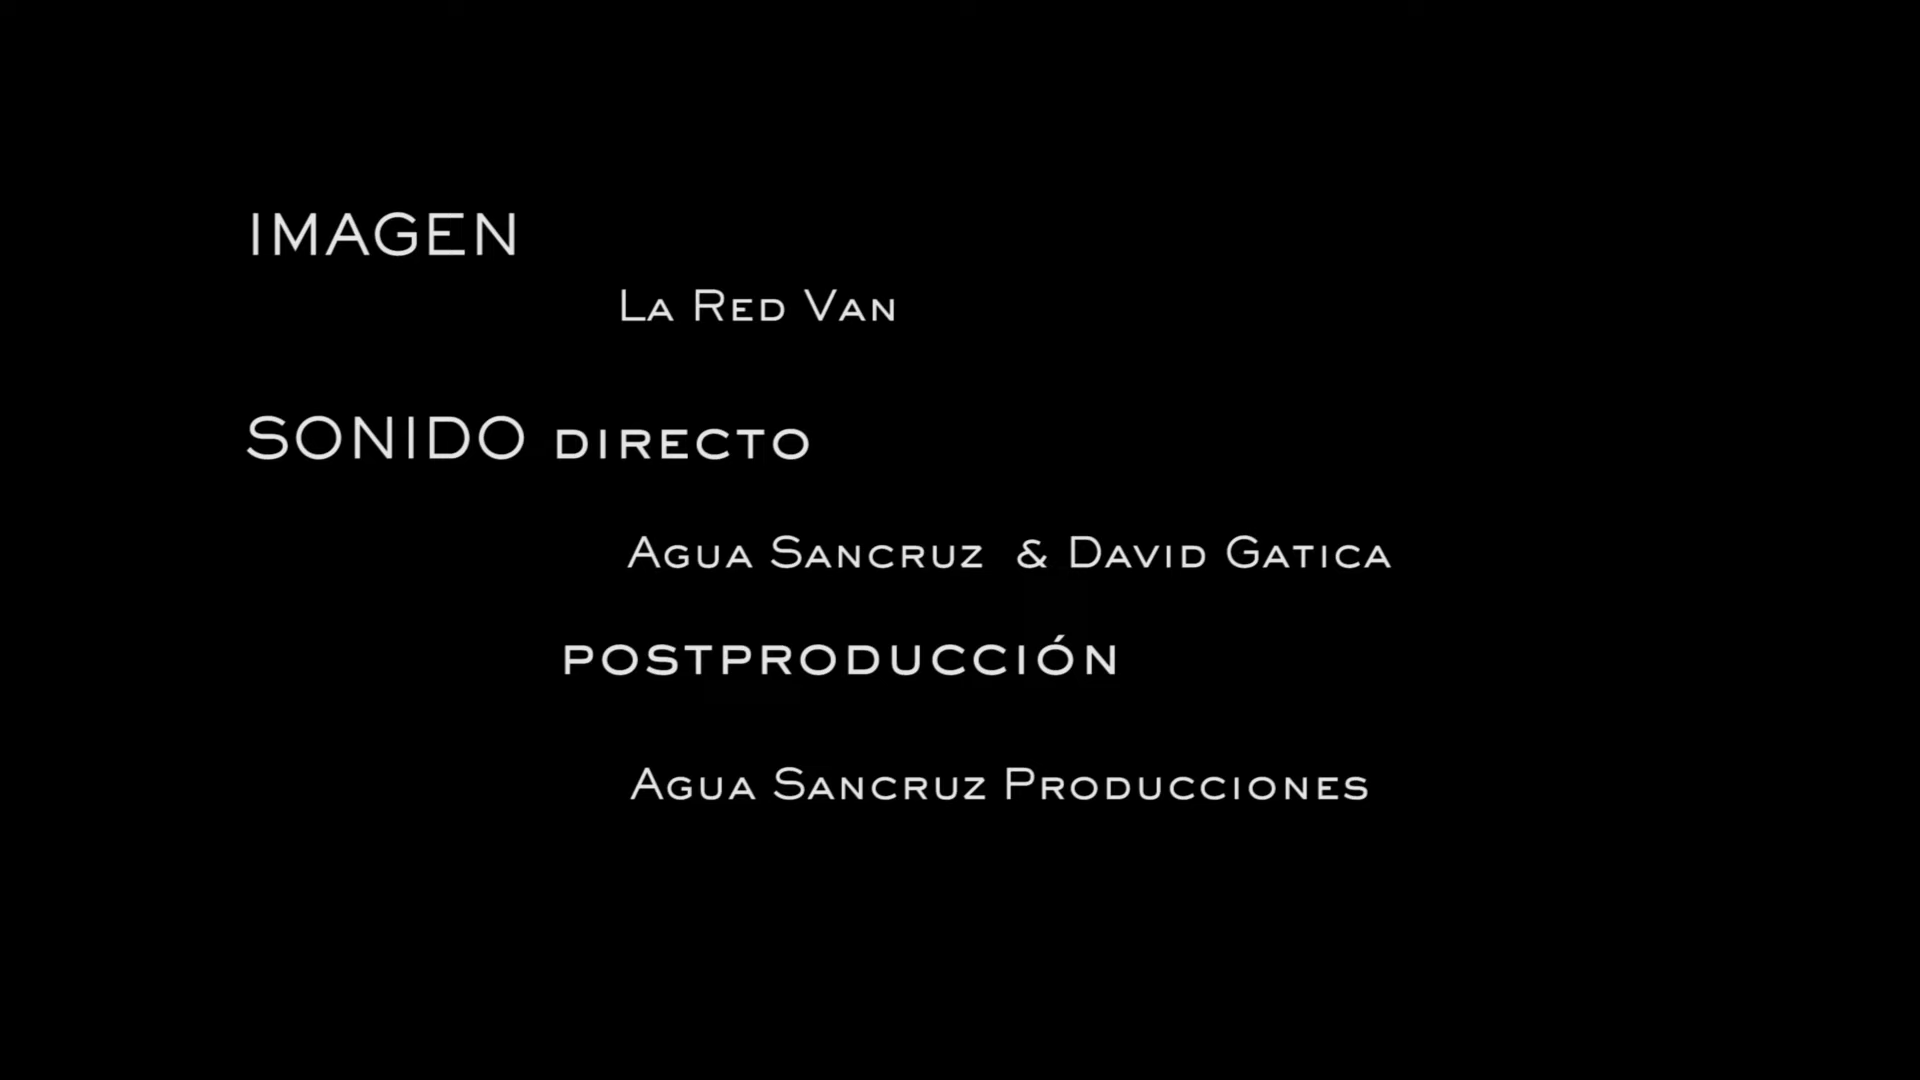 IMAGEN
La Red Van
SONIDO DIRECTO
Agua Sancruz & David Gatica
POSTPRODUCCIÓN
Agua Sancruz Producciones